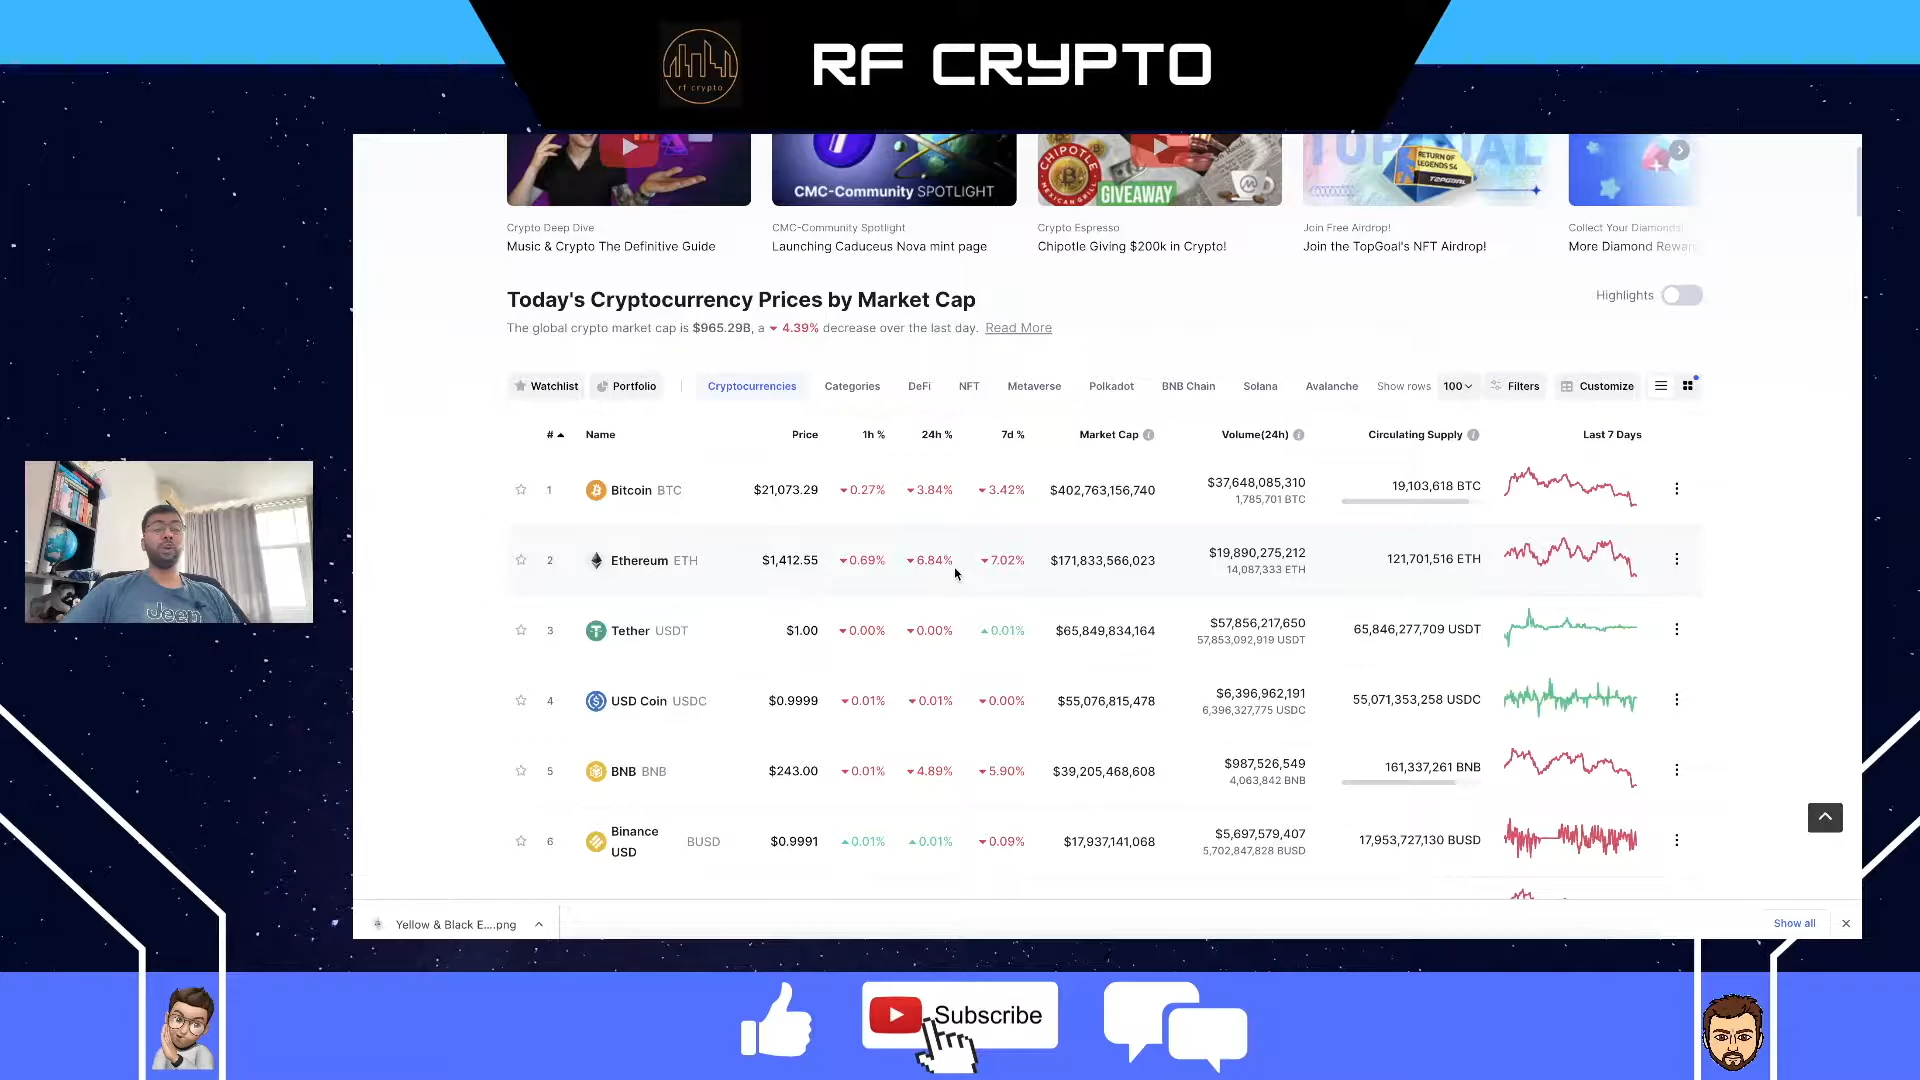 rf crypto
RF CRYPTO
CHIPOTLE
MEXICAN GRILL
GIVEAWAY
CMC-Community SPOTLIGHT
TOPGOAL
RETURN OF
LEGENDS S4
TOPGOAL
Crypto Deep Dive
Music & Crypto The Definitive Guide
CMC-Community Spotlight
Launching Caduceus Nova mint page
Crypto Espresso
Chipotle Giving $200k in Crypto!
Join Free Airdrop!
Join the TopGoal's NFT Airdrop!
Collect Your Diamonds!
More Diamond Rewar
Today's Cryptocurrency Prices by Market Cap
Highlights
The global crypto market cap is $965.29B, a 4.39% decrease over the last day. Read More
Watchlist Portfolio Cryptocurrencies Categories DeFi NFT Metaverse Polkadot BNB Chain Solana Avalanche Show rows 100 Filters Customize
# Name Price 1h % 24h % 7d % Market Cap Volume(24h) Circulating Supply Last 7 Days
1 Bitcoin BTC $21,073.29 0.27% 3.84% 3.42% $402,763,156,740 $37,648,085,310 19,103,618 BTC
1,785,701 BTC
2 Ethereum ETH $1,412.55 0.69% 6.84% 7.02% $171,833,566,023 $19,890,275,212 121,701,516 ETH
14,087,333 ETH
3 Tether USDT $1.00 0.00% 0.00% 0.01% $65,849,834,164 $57,856,217,650 65,846,277,709 USDT
57,853,092,919 USDT
4 USD Coin USDC $0.9999 0.01% 0.01% 0.00% $55,076,815,478 $6,396,962,191 55,071,353,258 USDC
6,396,327,775 USDC
5 BNB BNB $243.00 0.01% 4.89% 5.90% $39,205,468,608 $987,526,549 161,337,261 BNB
4,063,842 BNB
6 Binance USD BUSD $0.9991 0.01% 0.01% 0.09% $17,937,141,068 $5,697,579,407 17,953,727,130 BUSD
5,702,847,828 BUSD
Jeep
Yellow & Black E....png
Show all
Subscribe